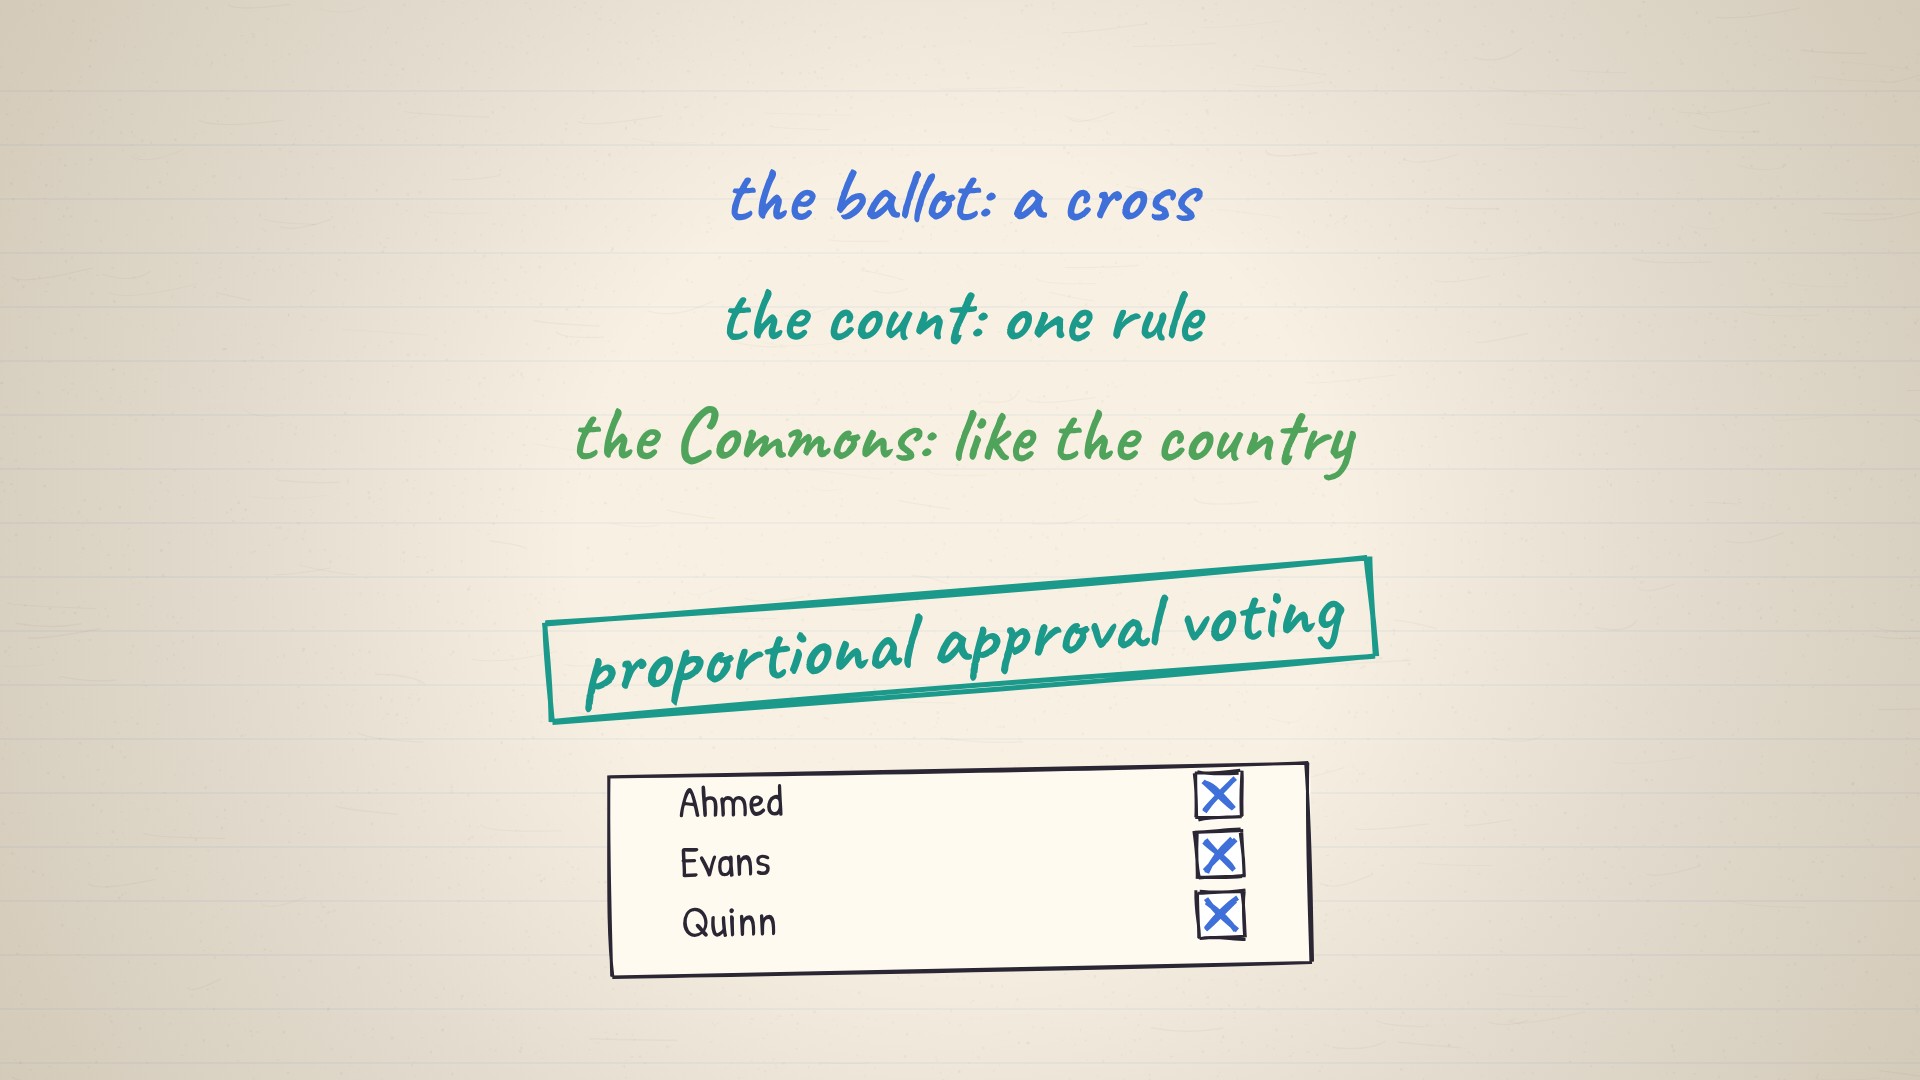 the ballot: a cross
the count: one rule
the Commons: like the country
proportional approval voting
Ahmed
Evans
Quinn